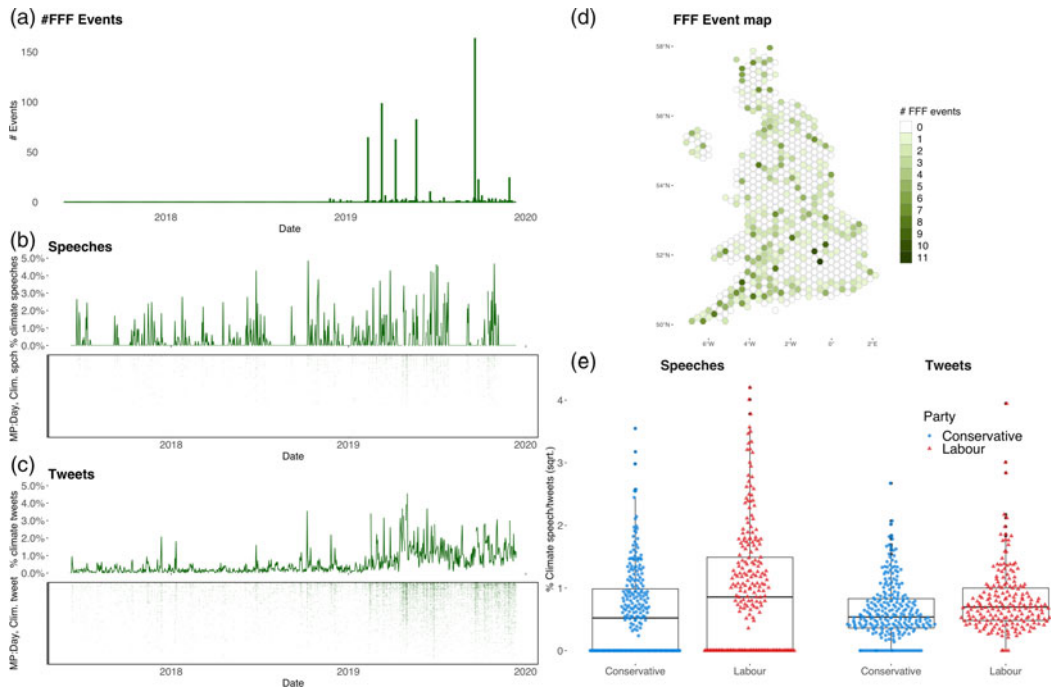 (a)
#FFF Events
150
100
50
0
# Events
2018
2019
2020
Date
(b)
Speeches
5.0%
4.0%
3.0%
2.0%
1.0%
0.0%
% climate speeches
MP:Day, Clim. spch
2018
2019
2020
Date
(c)
Tweets
5.0%
4.0%
3.0%
2.0%
1.0%
0.0%
% climate tweets
MP:Day, Clim. tweet
2018
2019
2020
Date
(d)
FFF Event map
58°N
56°N
54°N
52°N
50°N
6°W
4°W
2°W
0°
2°E
# FFF events
0
1
2
3
4
5
6
7
8
9
10
11
(e)
Speeches
Tweets
4
3
2
1
0
% Climate speech/tweets (sqrt.)
Party
Conservative
Labour
Conservative
Labour
Conservative
Labour